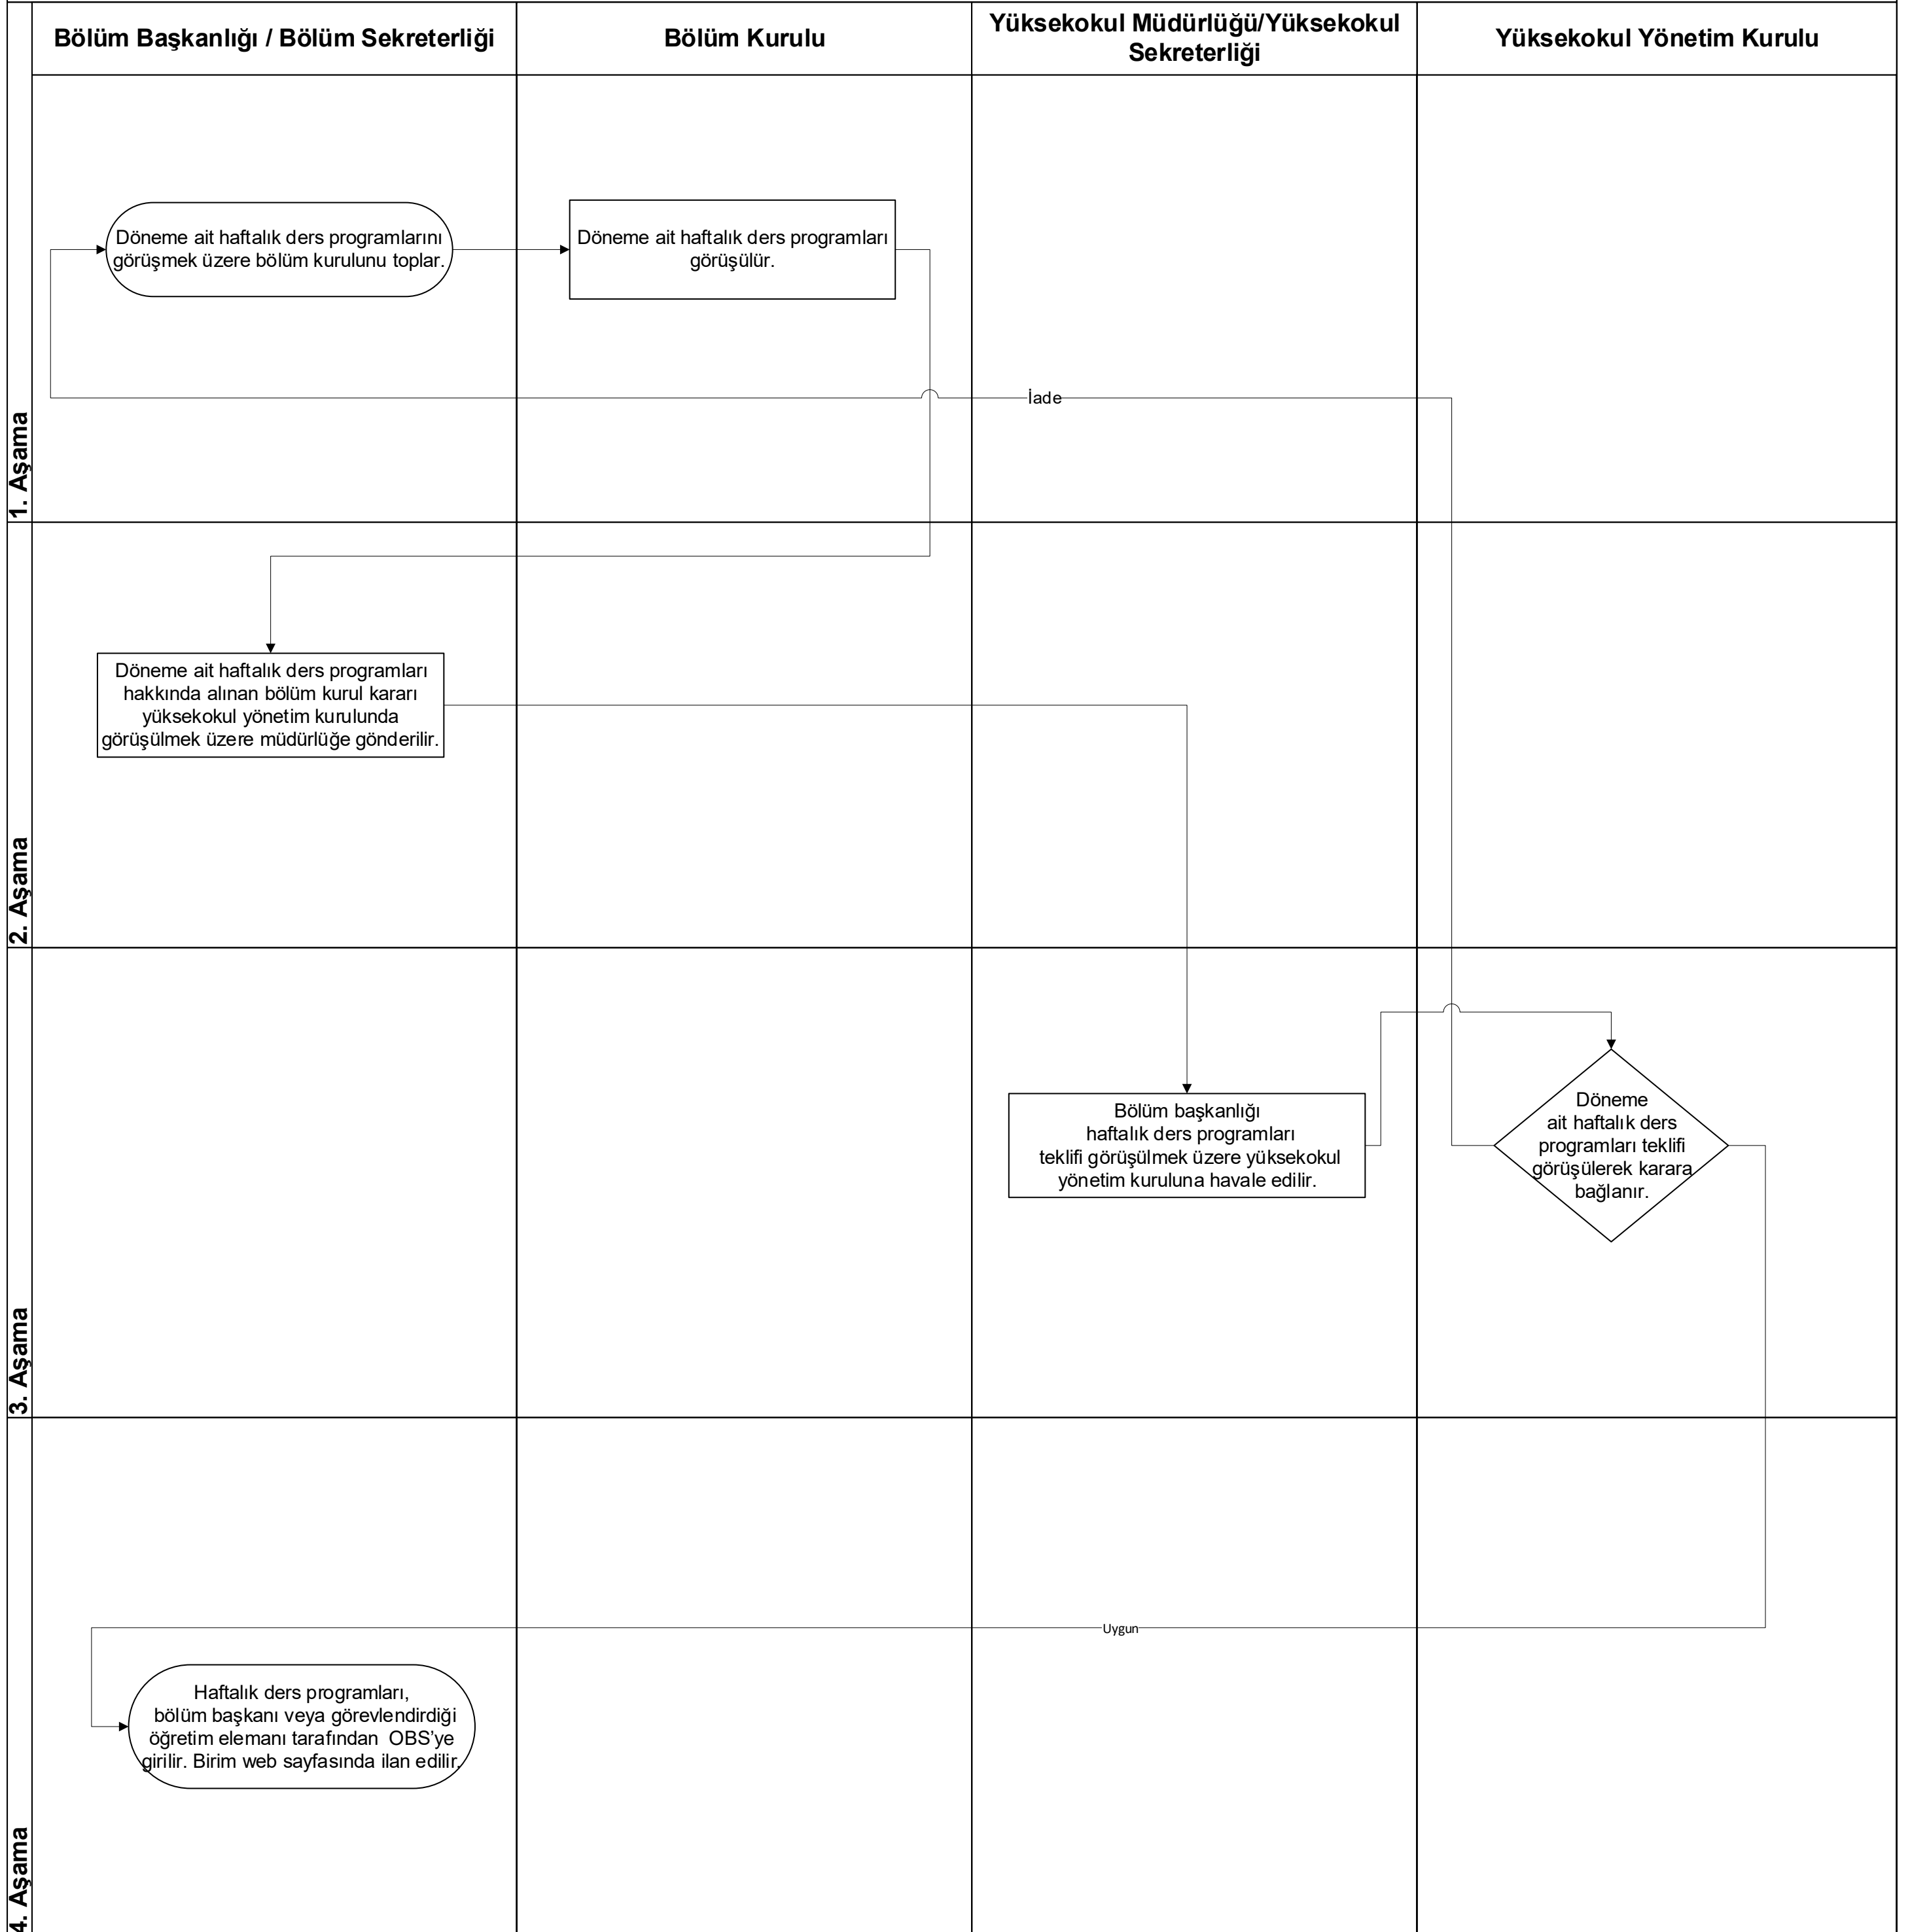 Bölüm Başkanlığı / Bölüm Sekreterliği
Bölüm Kurulu
Yüksekokul Müdürlüğü/Yüksekokul
Sekreterliği
Yüksekokul Yönetim Kurulu
1. Aşama
Döneme ait haftalık ders programlarını
görüşmek üzere bölüm kurulunu toplar.
Döneme ait haftalık ders programları
görüşülür.
İade
2. Aşama
Döneme ait haftalık ders programları
hakkında alınan bölüm kurul kararı
yüksekokul yönetim kurulunda
görüşülmek üzere müdürlüğe gönderilir.
3. Aşama
Bölüm başkanlığı
haftalık ders programları
teklifi görüşülmek üzere yüksekokul
yönetim kuruluna havale edilir.
Döneme
ait haftalık ders
programları teklifi
görüşülerek karara
bağlanır.
4. Aşama
Uygun
Haftalık ders programları,
bölüm başkanı veya görevlendirdiği
öğretim elemanı tarafından  OBS’ye
girilir. Birim web sayfasında ilan edilir.